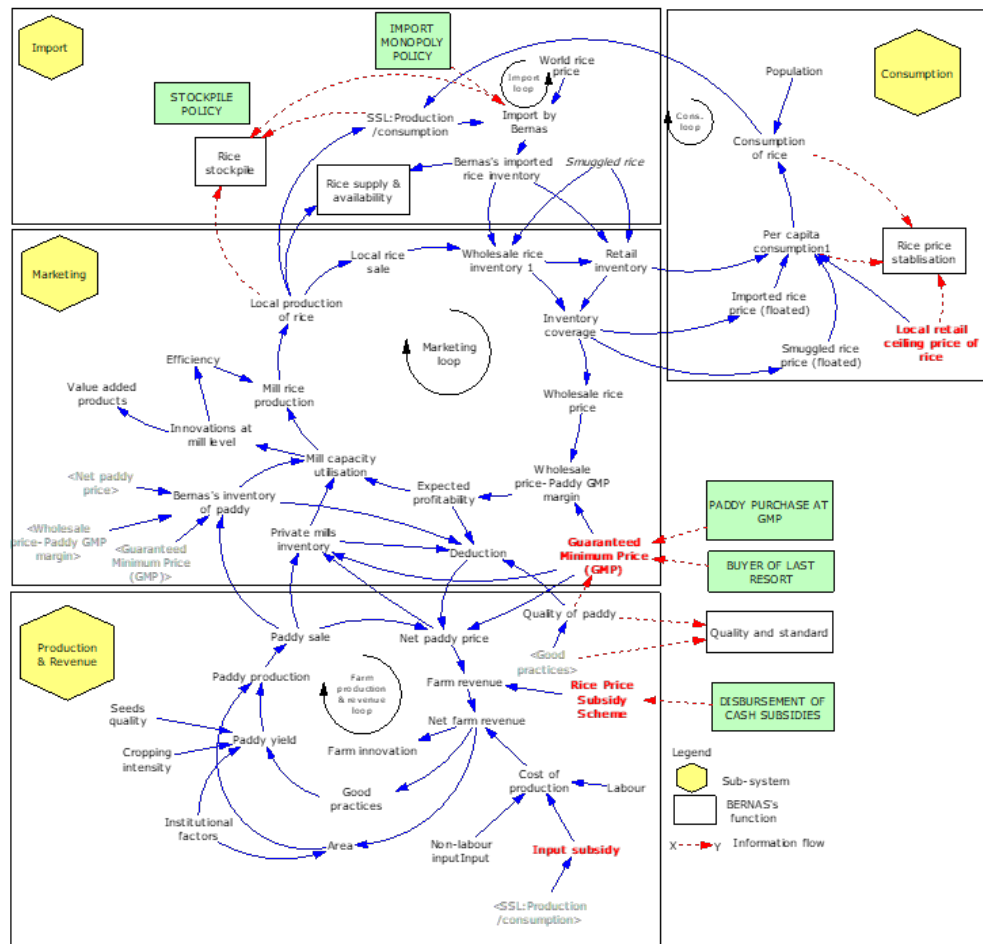 Import
STOCKPILE
POLICY
IMPORT
MONOPOLY
POLICY
Import
loop
World rice
price
SSL:Production
/consumption
Import by
Bernas
Rice
stockpile
Rice supply &
availability
Bernas's imported
rice inventory
Smuggled rice
Consumption
Population
Cons.
loop
Consumption
of rice
Per capita
consumption1
Rice price
stablisation
Imported rice
price (floated)
Smuggled rice
price (floated)
Local retail
ceiling price of
rice
Marketing
Local rice
sale
Wholesale rice
inventory 1
Retail
inventory
Local production
of rice
Marketing
loop
Inventory
coverage
Efficiency
Value added
products
Mill rice
production
Wholesale rice
price
Innovations at
mill level
Mill capacity
utilisation
Wholesale
price-Paddy GMP
margin
<Net paddy
price>
Bernas's inventory
of paddy
Expected
profitability
<Wholesale
price-Paddy GMP
margin>
<Guaranteed
Minimum Price
(GMP)>
Private mills
inventory
Deduction
Guaranteed
Minimum Price
(GMP)
PADDY PURCHASE AT
GMP
BUYER OF LAST
RESORT
Production
& Revenue
Paddy sale
Net paddy price
Quality of paddy
<Good
practices>
Quality and standard
Paddy production
Farm
production
& revenue
loop
Farm revenue
Rice Price
Subsidy
Scheme
DISBURSEMENT OF
CASH SUBSIDIES
Seeds
quality
Net farm revenue
Paddy yield
Farm innovation
Cropping
intensity
Good
practices
Cost of
production
Labour
Institutional
factors
Area
Non-labour
inputInput
Input subsidy
<SSL:Production
/consumption>
Legend
Sub-system
BERNAS's
function
X
Y
Information flow